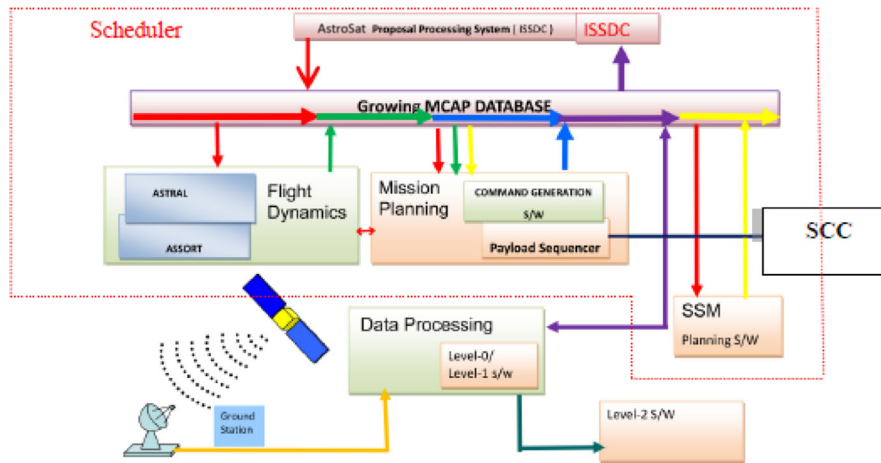 Scheduler
AstroSat Proposal Processing System ( ISSDC )
ISSDC
Growing MCAP DATABASE
ASTRAL
ASSORT
Flight
Dynamics
Mission
Planning
COMMAND GENERATION
S/W
Payload Sequencer
SCC
SSM
Planning S/W
Data Processing
Level-0/
Level-1 s/w
Ground
Station
Level-2 S/W